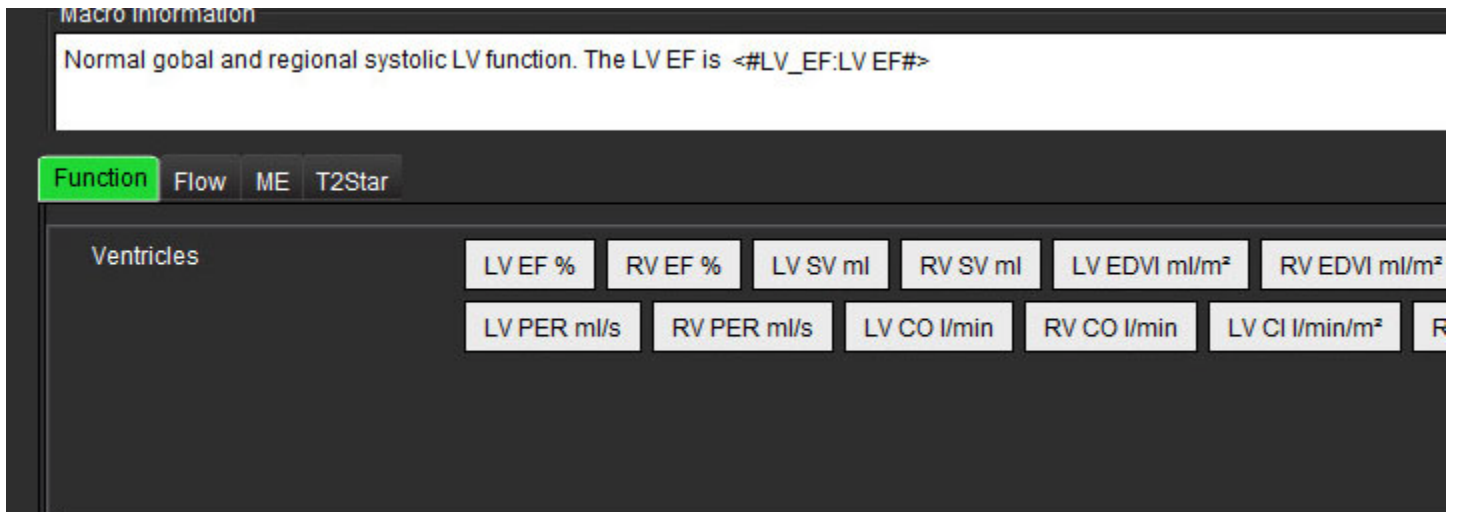 Macro Information
Normal gobal and regional systolic LV function. The LV EF is <#LV_EF:LV EF#>
Function Flow ME T2Star
Ventricles LV EF % RV EF % LV SV ml RV SV ml LV EDVI ml/m² RV EDVI ml/m²
LV PER ml/s RV PER ml/s LV CO l/min RV CO l/min LV CI l/min/m² R